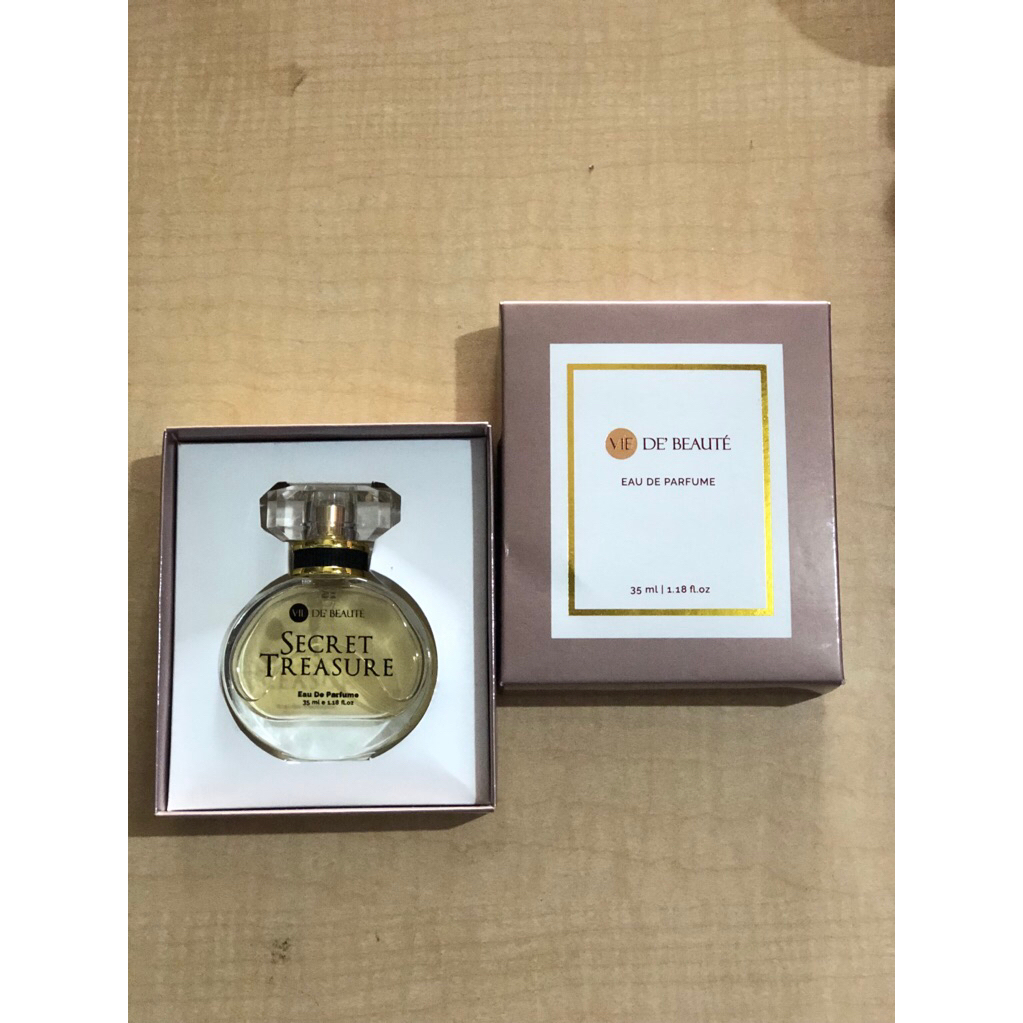 VIE DE' BEAUTÉ
SECRET
TREASURE
Eau De Parfume
35 ml e 1.18 fl.oz
VIE DE' BEAUTÉ
EAU DE PARFUME
35 ml | 1.18 fl.oz